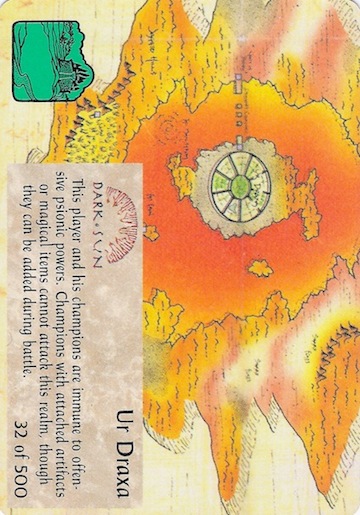 Ur Draxa
DARK•SUN
This player and his champions are immune to offen-
sive psionic powers. Champions with attached artifacts
or magical items cannot attack this realm, though
they can be added during battle.
32 of 500